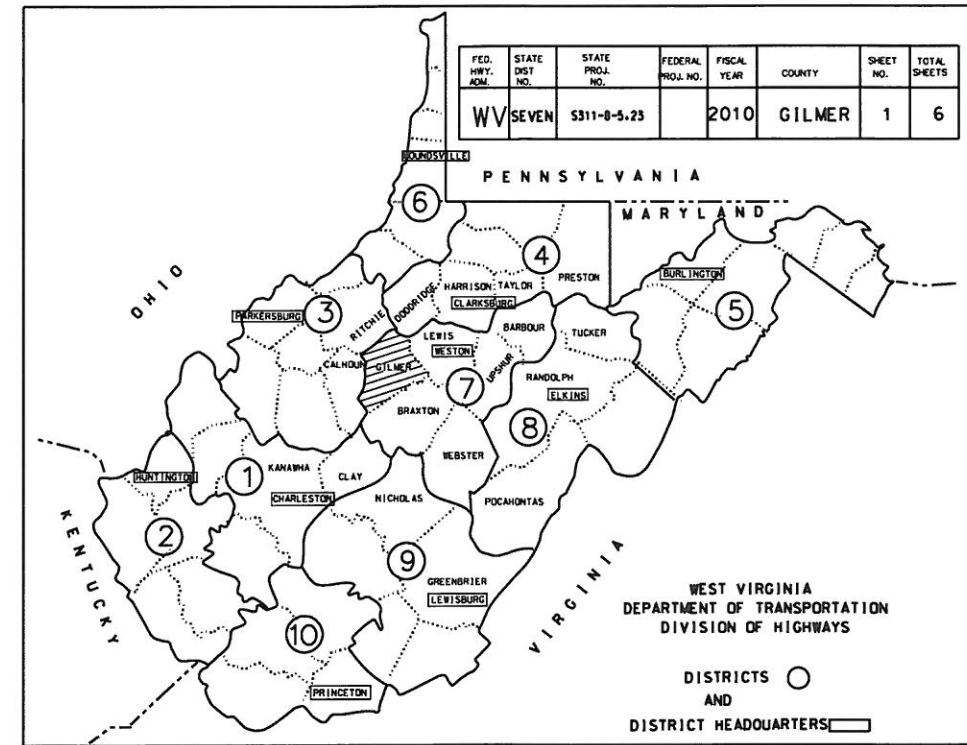 FED. HWY. ADM.
STATE DIST NO.
STATE PROJ. NO.
FEDERAL PROJ. NO.
FISCAL YEAR
COUNTY
SHEET NO.
TOTAL SHEETS
WV
SEVEN
S311-8-5.23
2010
GILMER
1
6
MOUNDSVILLE
PENNSYLVANIA
6
MARYLAND
4
PRESTON
OHIO
BURLINGTON
5
HARRISON
TAYLOR
DODDRIDGE
CLARKSBURG
PARKERSBURG
3
RITCHIE
BARBOUR
TUCKER
LEWIS
WESTON
CALHOUN
GILMER
UPSHUR
7
RANDOLPH
ELKINS
BRAXTON
8
WEBSTER
KANAWHA
CLAY
HUNTINGTON
1
CHARLESTON
NICHOLAS
POCAHONTAS
KENTUCKY
2
9
GREENBRIER
LEWISBURG
VIRGINIA
10
PRINCETON
WEST VIRGINIA
DEPARTMENT OF TRANSPORTATION
DIVISION OF HIGHWAYS
DISTRICTS
AND
DISTRICT HEADQUARTERS